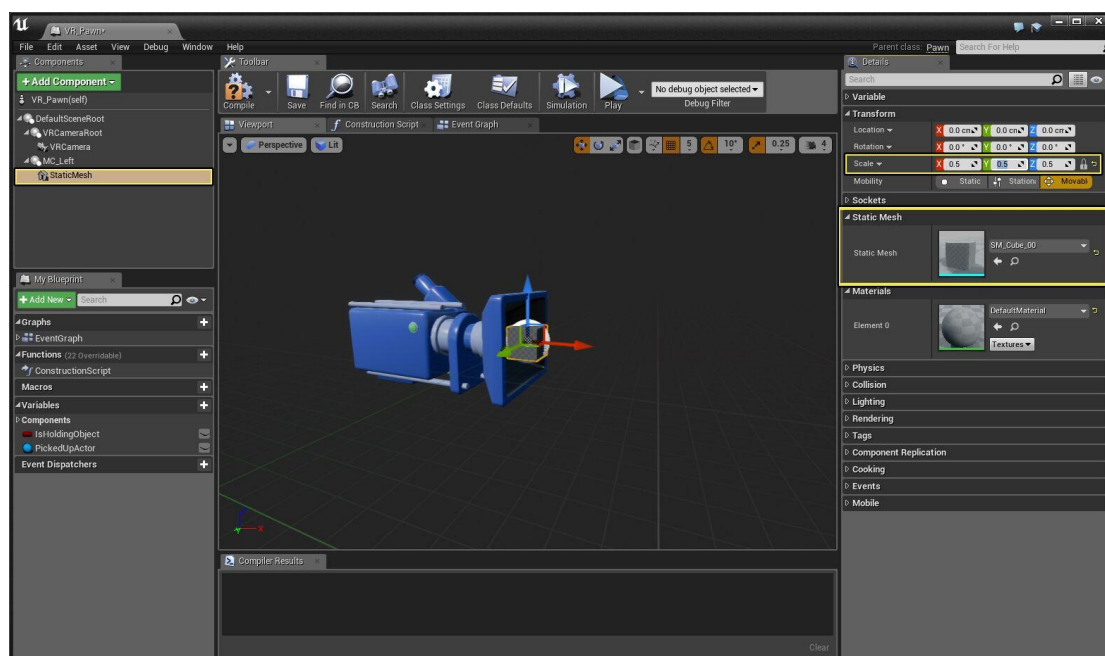 VR_Pawn*
File Edit Asset View Debug Window Help
Parent class: Pawn Search For Help
Components
+Add Component
VR_Pawn(self)
DefaultSceneRoot
VRCameraRoot
VRCamera
MC_Left
StaticMesh
My Blueprint
+Add New Search
Graphs
EventGraph
Functions (22 Overridable)
ConstructionScript
Macros
Variables
Components
IsHoldingObject
PickedUpActor
Event Dispatchers
Toolbar
Compile Save Find in CB Search Class Settings Class Defaults Simulation Play
No debug object selected
Debug Filter
Viewport Construction Script Event Graph
Perspective Lit 5 10° 0.25 4
X
Compiler Results
Clear
Details
Search
Variable
Transform
Location X 0.0 cm Y 0.0 cm Z 0.0 cm
Rotation X 0.0° Y 0.0° Z 0.0°
Scale X 0.5 Y 0.5 Z 0.5
Mobility Static Station Movabl
Sockets
Static Mesh
Static Mesh SM_Cube_00
Materials
Element 0 DefaultMaterial
Textures
Physics
Collision
Lighting
Rendering
Tags
Component Replication
Cooking
Events
Mobile